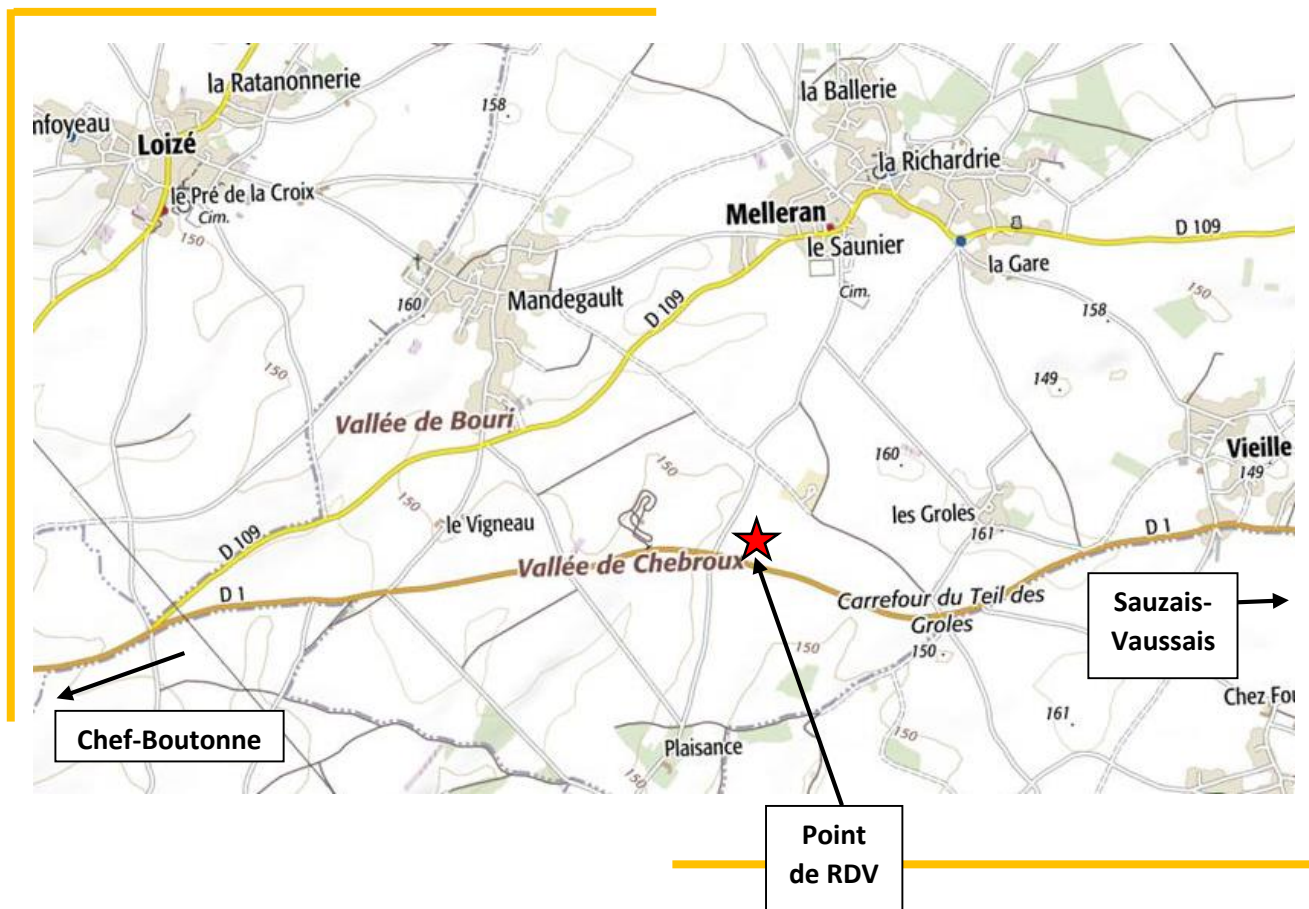 la Ratanonnerie
158
la Ballerie
nfoyeau
Loizé
la Richardrie
le Pré de la Croix
Cim.
150
Melleran
le Saunier
D 109
la Gare
Cim.
160
Mandegault
D 109
158
150
150
149
Vallée de Bouri
150
160
Vieille
149
150
le Vigneau
les Groles
161
D 1
D 109
Vallée de Chebroux
D 1
Carrefour du Teil des
Groles
150
150
Sauzais-
Vaussais
Chef-Boutonne
Plaisance
150
161
Chez Fou
Point
de RDV